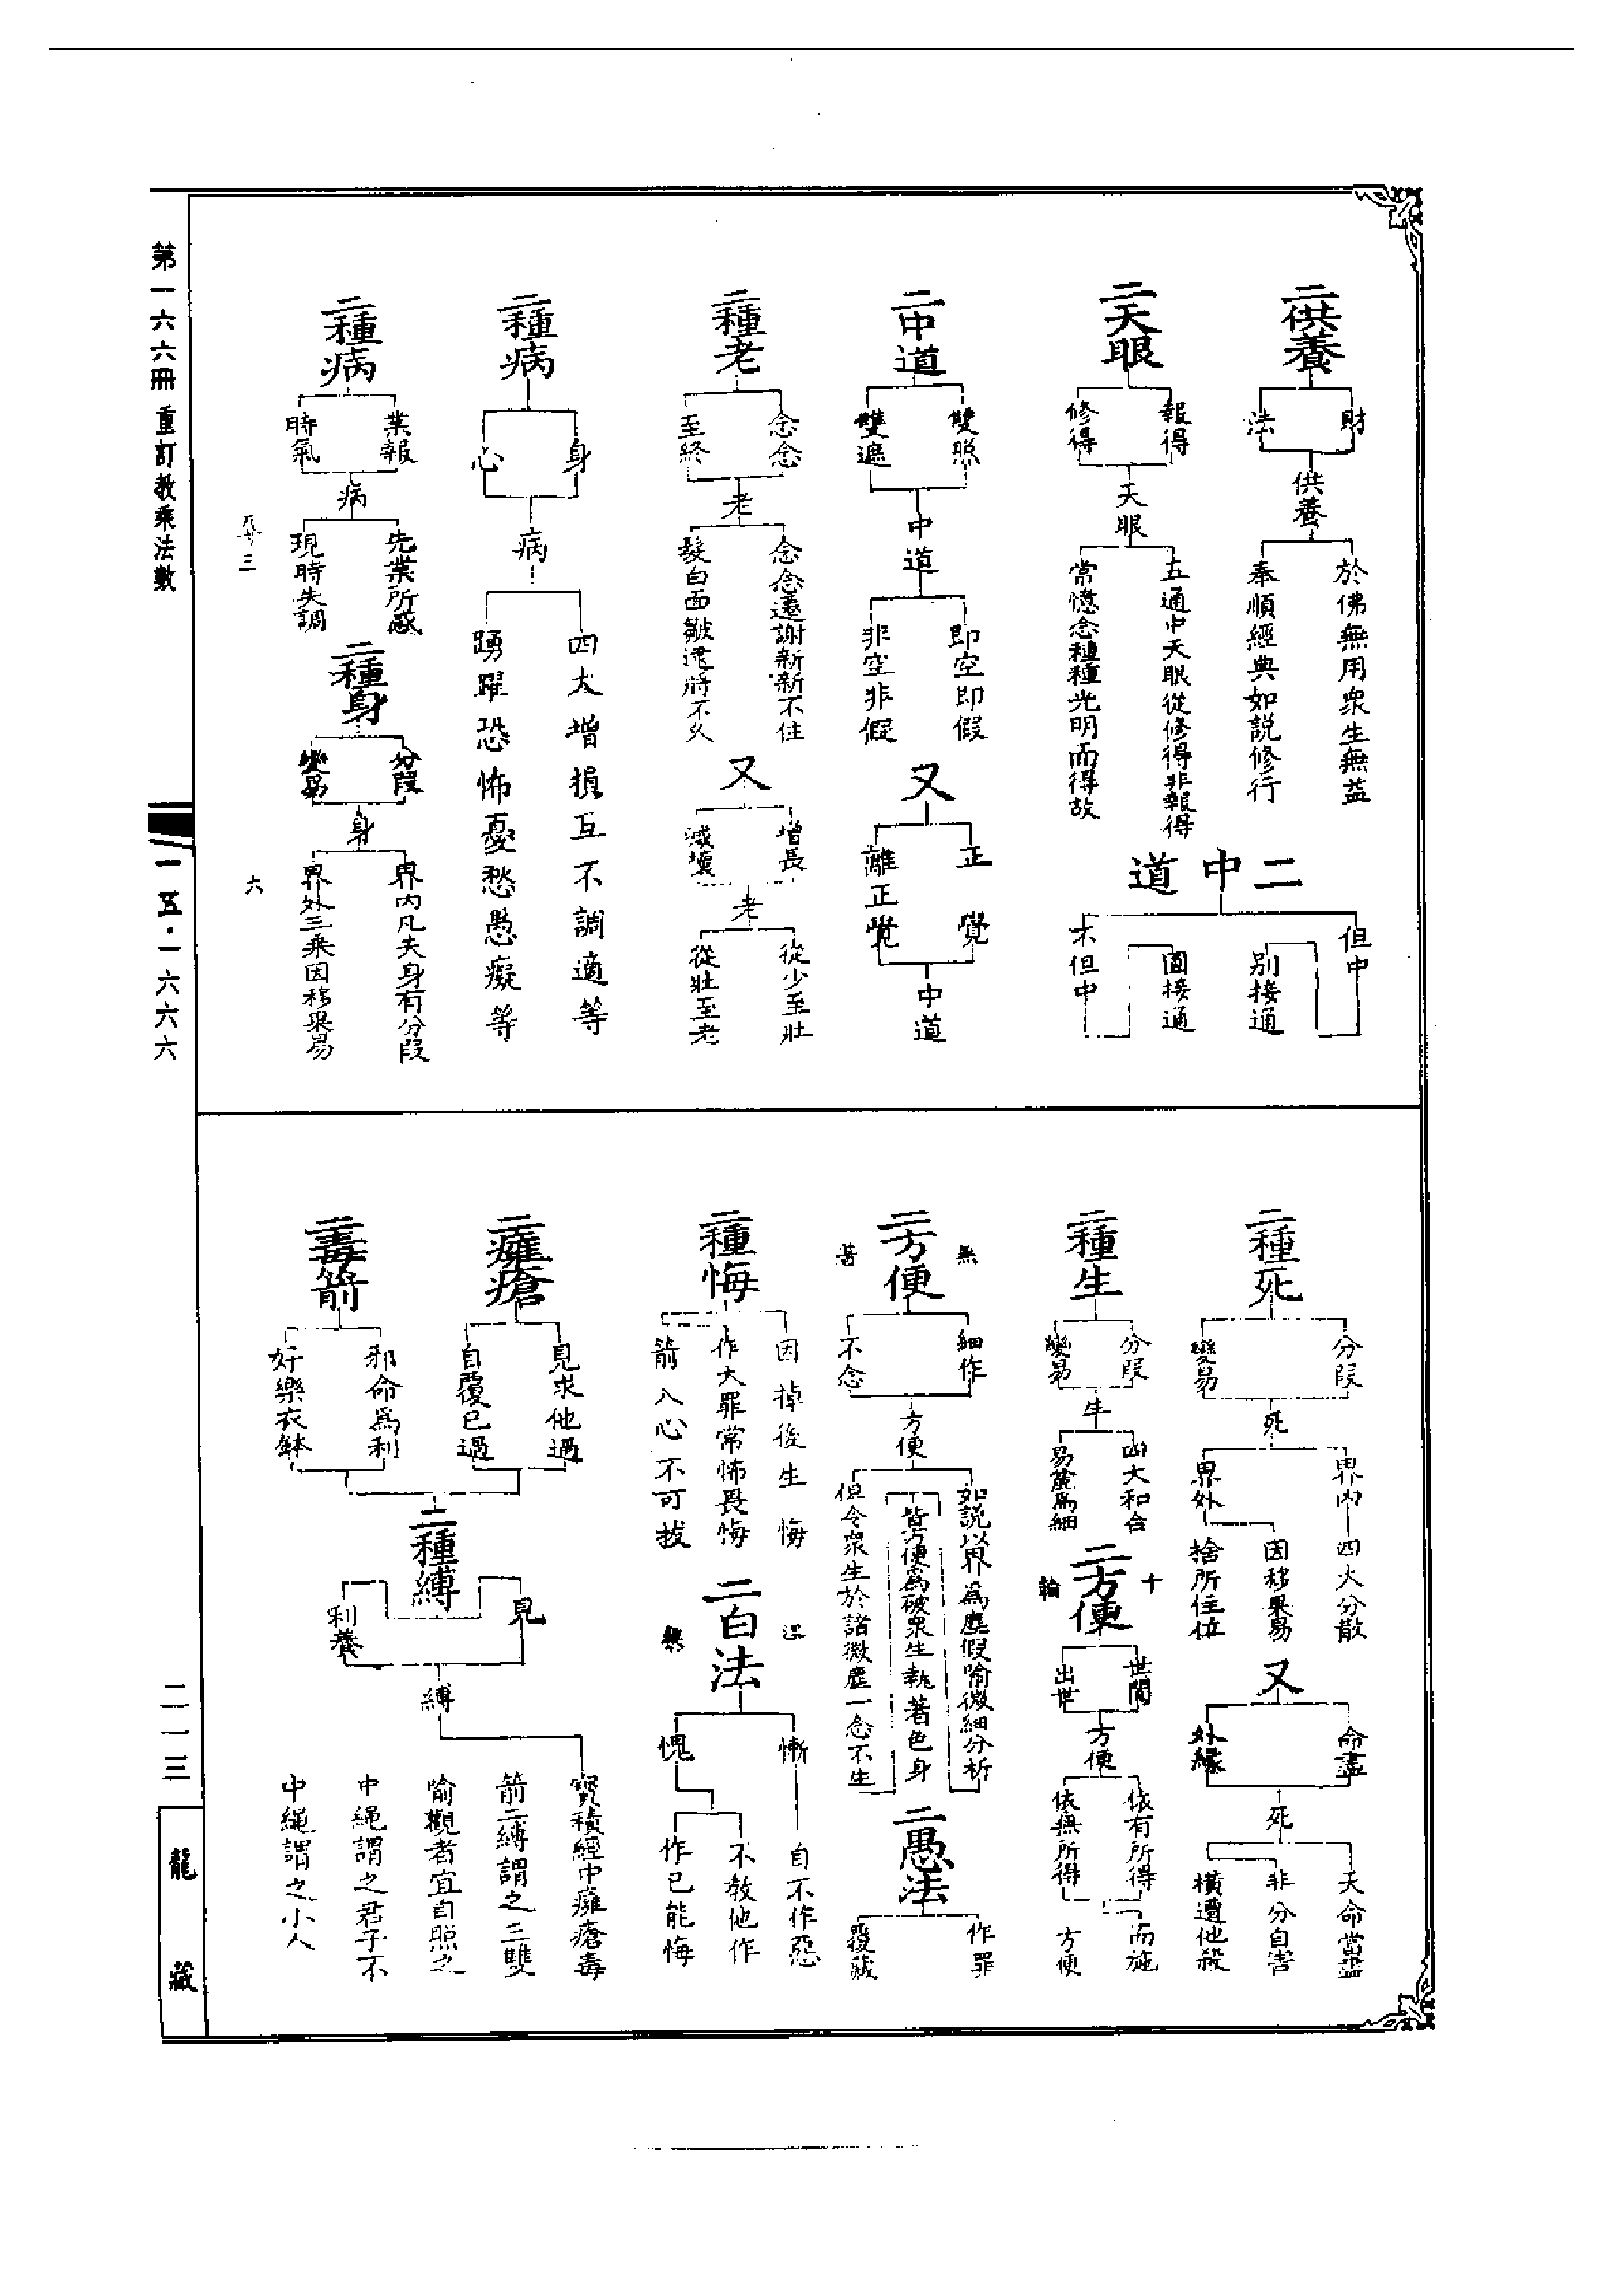 二供養
財
法
供養
於佛無用衆生無益
奉順經典如說修行
二天眼
報得
修得
天眼
五通中天眼從修得非報得
常憶念種種光明而得故
二中道
但中
別接通
不但中
圓接通
二中道
雙照
雙遮
中道
即空即假
非空非假
又
正覺
離正覺
中道
二種老
念念
至終
老
念念遷謝新新不住
髮白面皺逮將不久
又
增長
減壞
老
從少至壯
從壯至老
二種病
身
心
病
四大增損互不調適等
踴躍恐怖憂愁愚癡等
二種病
業報
時氣
病
先業所感
現時失調
二種身
分段
變易
身
界內凡夫身有分段
界外三乘因移果易
六
二種死
分段
變易
死
界內
四大分散
界外
因移果易
捨所住位
又
命盡
外緣
死
天命當盡
非分自害
橫遭他殺
二種生
分段
變易
生
四大和合
易麤爲細
二方便
十
輪
世間
出世
方便
依有所得
依無所得
而施
方便
二方便
無
著
細作
不念
方便
如說以界爲塵假喻微細分析
皆方便爲破衆生執著色身
但令衆生於諸微塵一念不生
二愚法
作罪
覆藏
二種悔
因掉後生悔
作大罪常怖畏悔
箭入心不可拔
二白法
慚
愧
自不作惡
不教他作
作已能悔
二癰瘡
見求他過
自覆已過
二毒箭
邪命爲利
好樂衣鉢
二種縛
見
利養
縛
寶積經中癰瘡毒
箭二縛謂之三雙
喻觀者宜自照之
中繩謂之君子不
中繩謂之小人
第一六六冊 重訂教乘法數
一五·一六六六
二一三
龍藏